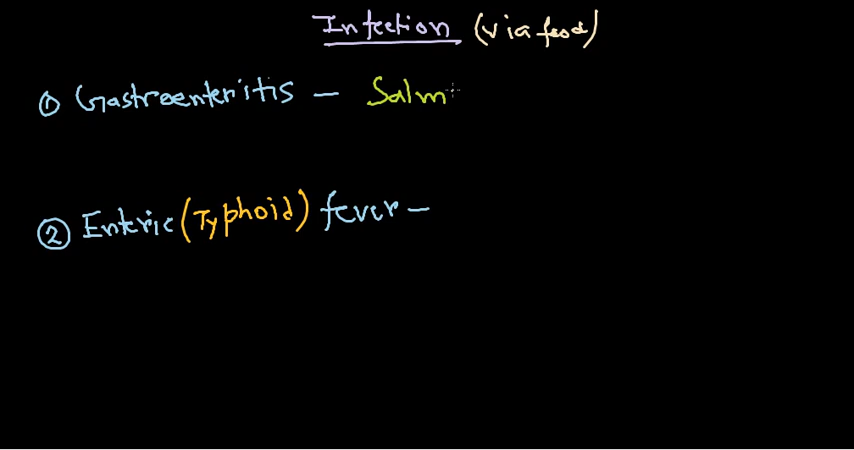 Infection (via food)
① Gastroenteritis - Salm
② Enteric (Typhoid) fever -